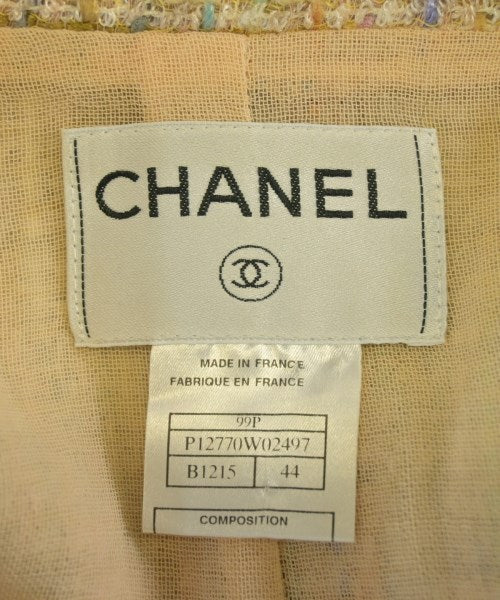 CHANEL
MADE IN FRANCE
FABRIQUE EN FRANCE
99P
P12770W02497
B1215 44
COMPOSITION